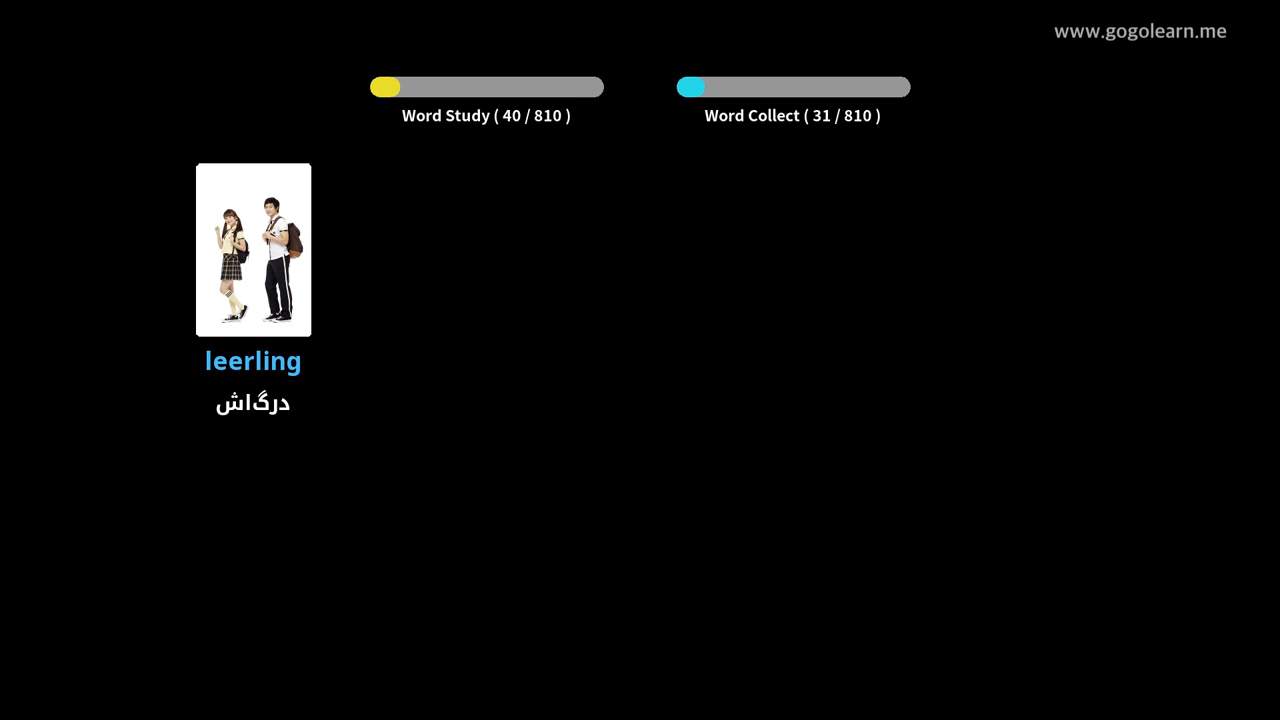 www.gogolearn.me
Word Study ( 40 / 810 )
Word Collect ( 31 / 810 )
leerling
درگ‌اش